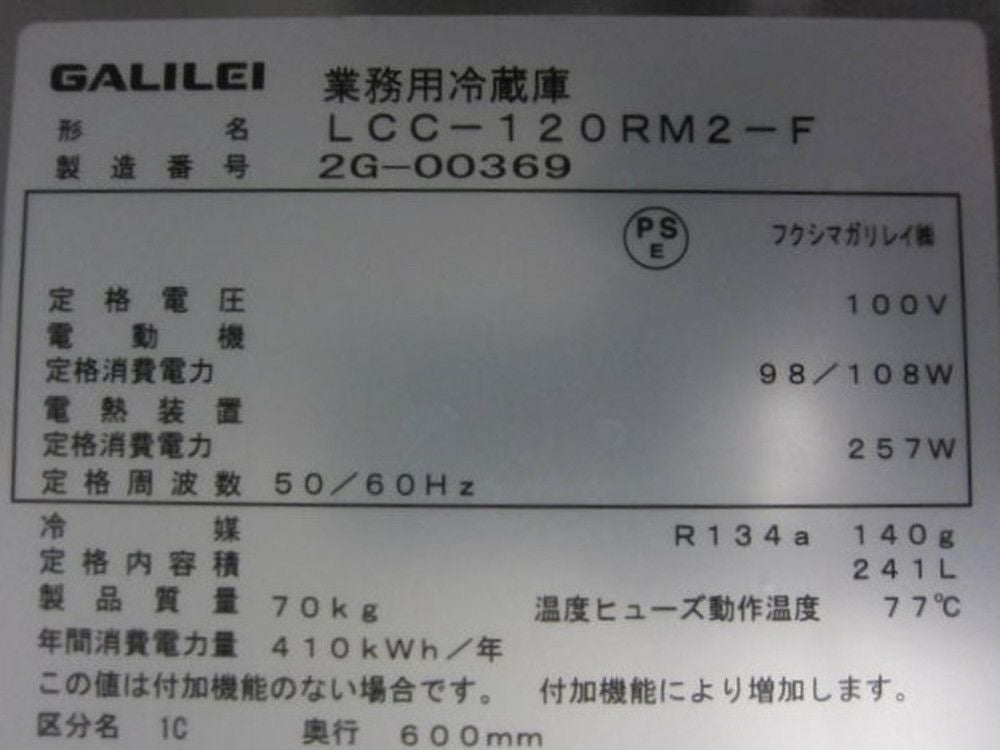 GALILEI 業務用冷蔵庫
形名 LCC-120RM2-F
製造番号 2G-00369
PS E フクシマガリレイ㈱
定格電圧 100V
電動機
定格消費電力 98/108W
電熱装置
定格消費電力 257W
定格周波数 50/60Hz
冷媒 R134a 140g
定格内容積 241L
製品質量 70kg 温度ヒューズ動作温度 77℃
年間消費電力量 410kWh/年
この値は付加機能のない場合です。 付加機能により増加します。
区分名 1C 奥行 600mm